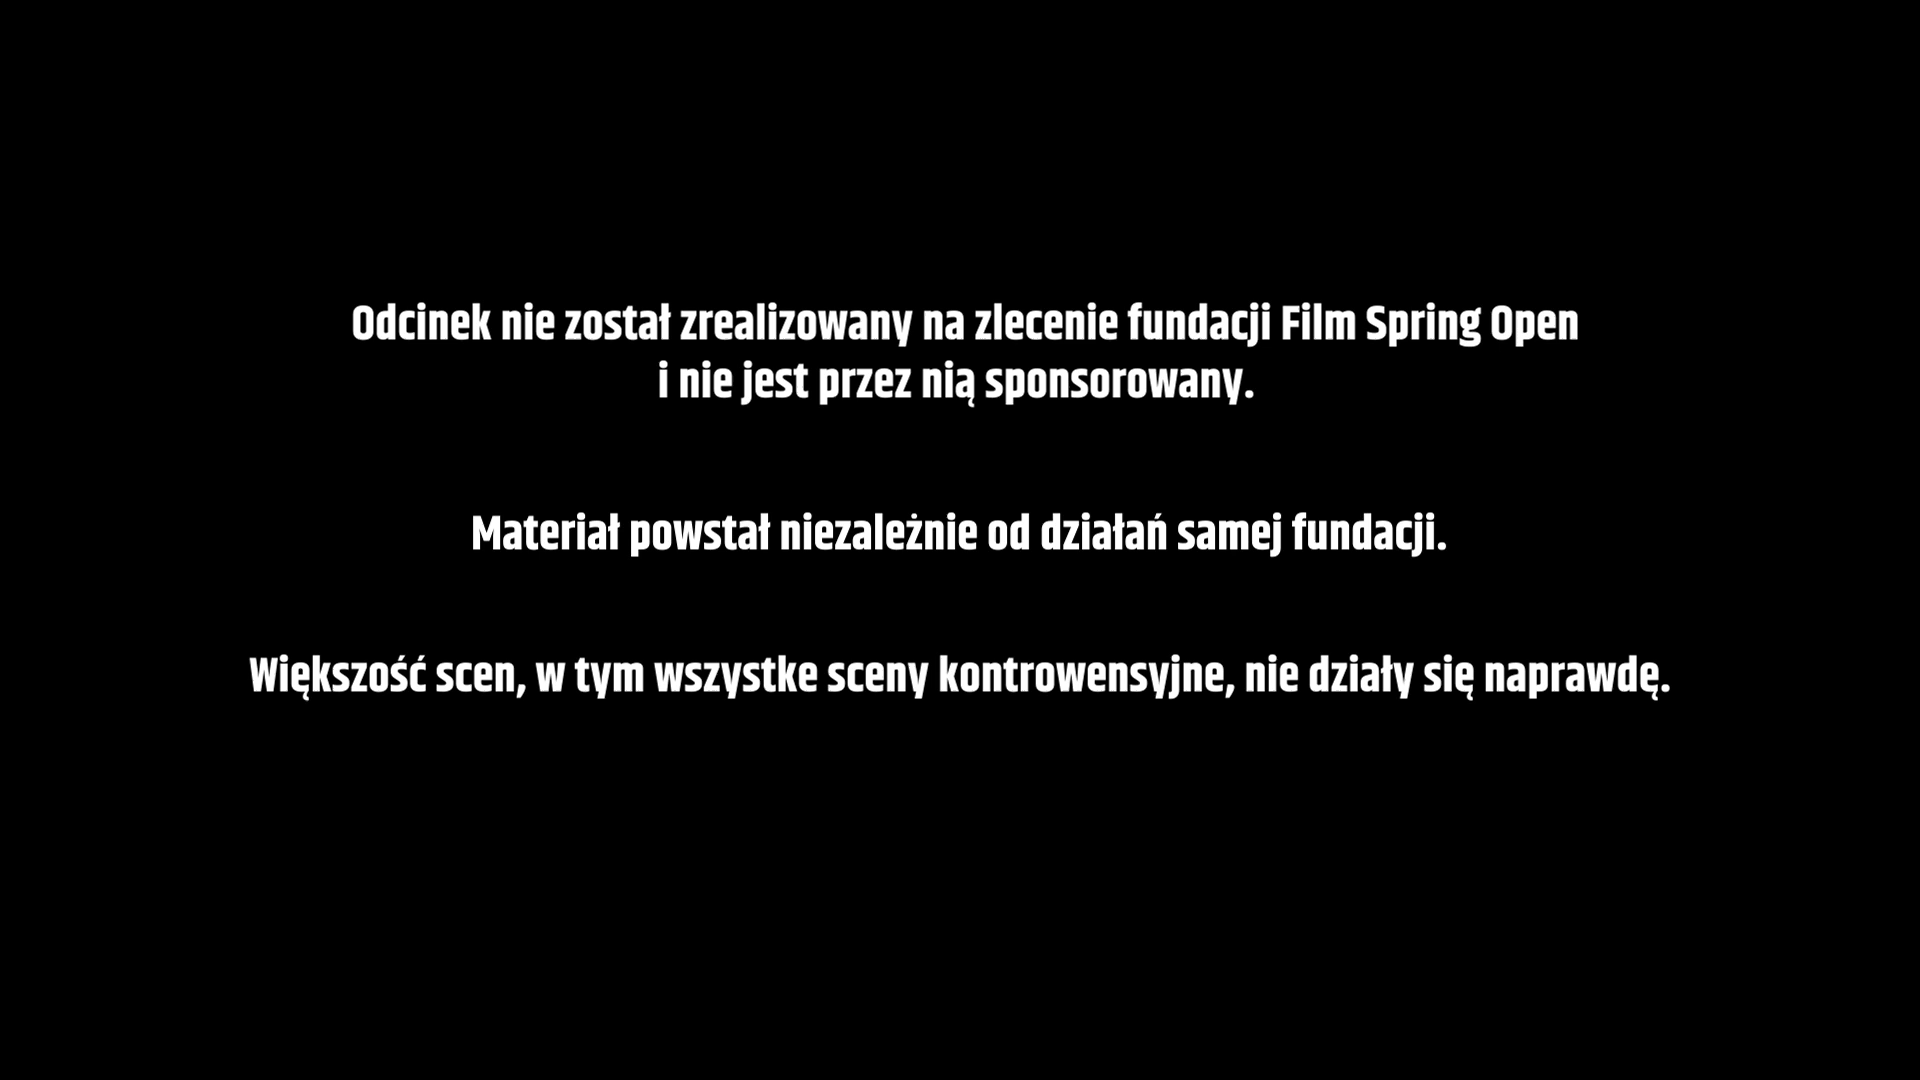 Odcinek nie został zrealizowany na zlecenie fundacji Film Spring Open
i nie jest przez nią sponsorowany.
Materiał powstał niezależnie od działań samej fundacji.
Większość scen, w tym wszystke sceny kontrowensyjne, nie działy się naprawdę.